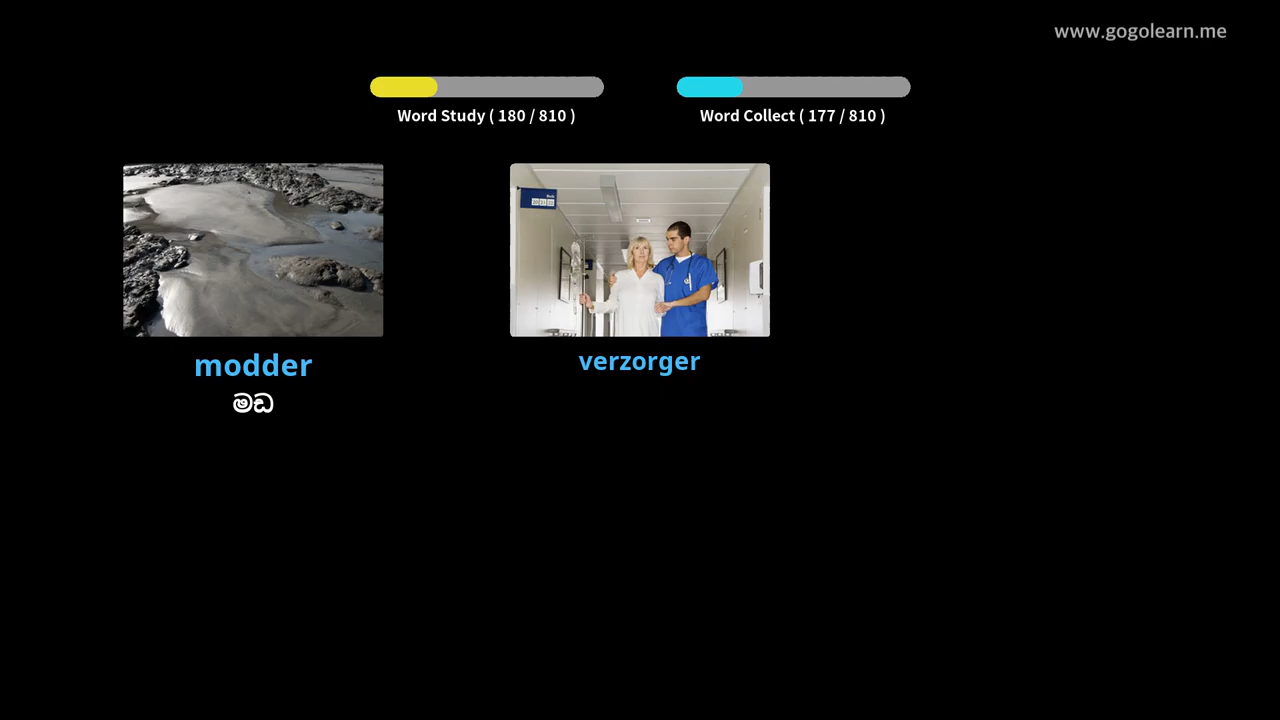 www.gogolearn.me
Word Study ( 180 / 810 )
Word Collect ( 177 / 810 )
modder
මඩ
verzorger